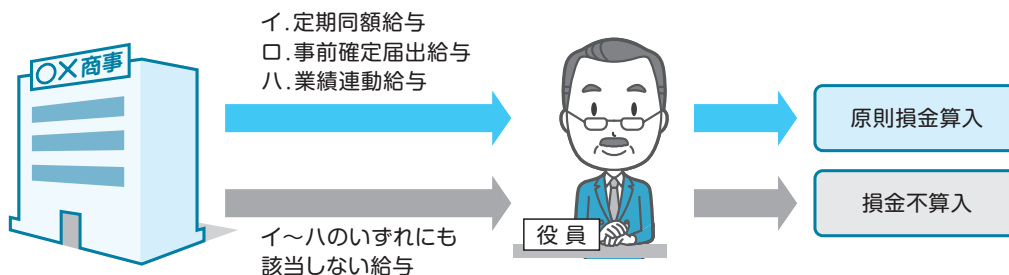 イ.定期同額給与
ロ.事前確定届出給与
ハ.業績連動給与
○×商事
原則損金算入
損金不算入
役員
イ～ハのいずれにも
該当しない給与